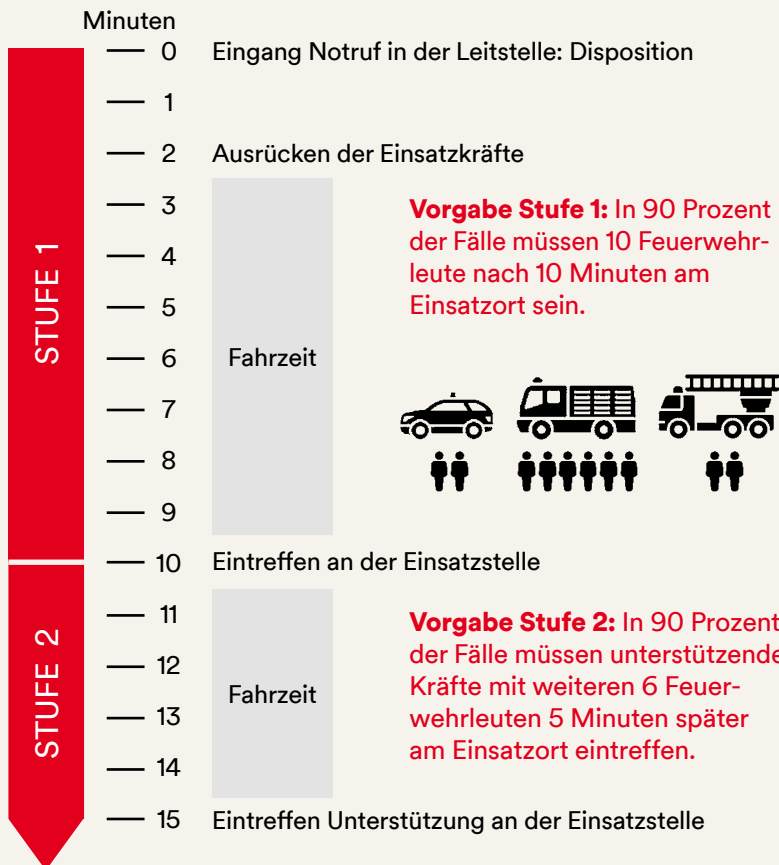 Minuten
0 Eingang Notruf in der Leitstelle: Disposition
1
2 Ausrücken der Einsatzkräfte
3
Vorgabe Stufe 1: In 90 Prozent
der Fälle müssen 10 Feuerwehr-
leute nach 10 Minuten am
Einsatzort sein.
4
5
STUFE 1
6
Fahrzeit
7
8
9
10 Eintreffen an der Einsatzstelle
11
Vorgabe Stufe 2: In 90 Prozent
der Fälle müssen unterstützende
Kräfte mit weiteren 6 Feuer-
wehrleuten 5 Minuten später
am Einsatzort eintreffen.
12
STUFE 2
Fahrzeit
13
14
15 Eintreffen Unterstützung an der Einsatzstelle